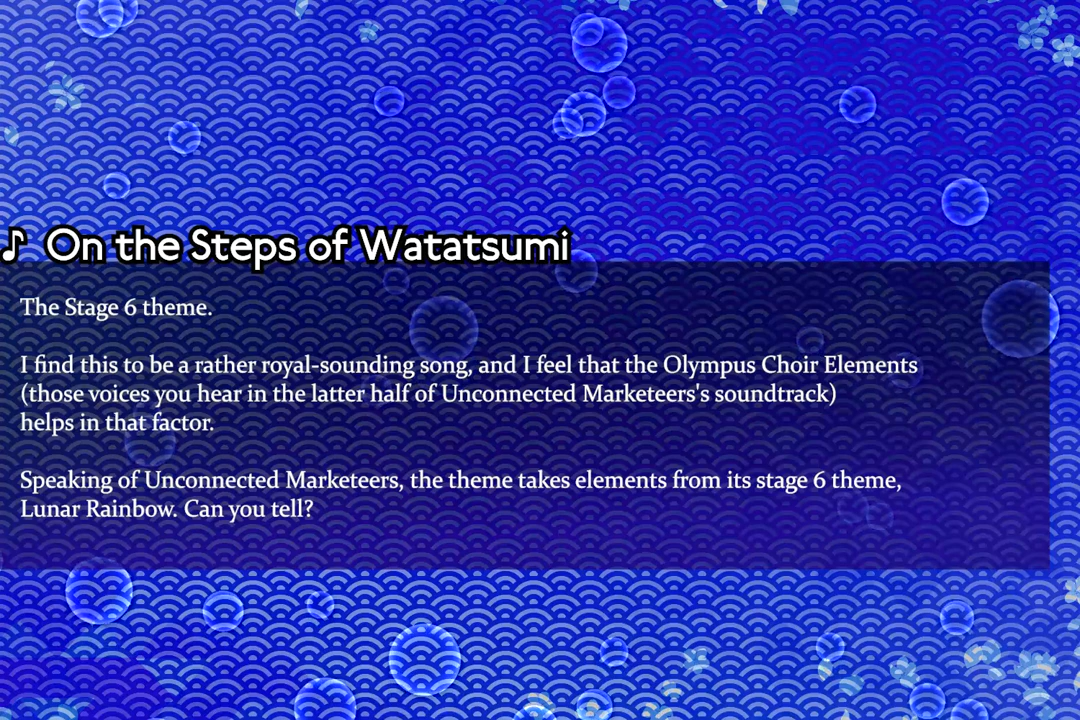 ♪ On the Steps of Watatsumi
The Stage 6 theme.
I find this to be a rather royal-sounding song, and I feel that the Olympus Choir Elements
(those voices you hear in the latter half of Unconnected Marketeers's soundtrack)
helps in that factor.
Speaking of Unconnected Marketeers, the theme takes elements from its stage 6 theme,
Lunar Rainbow. Can you tell?